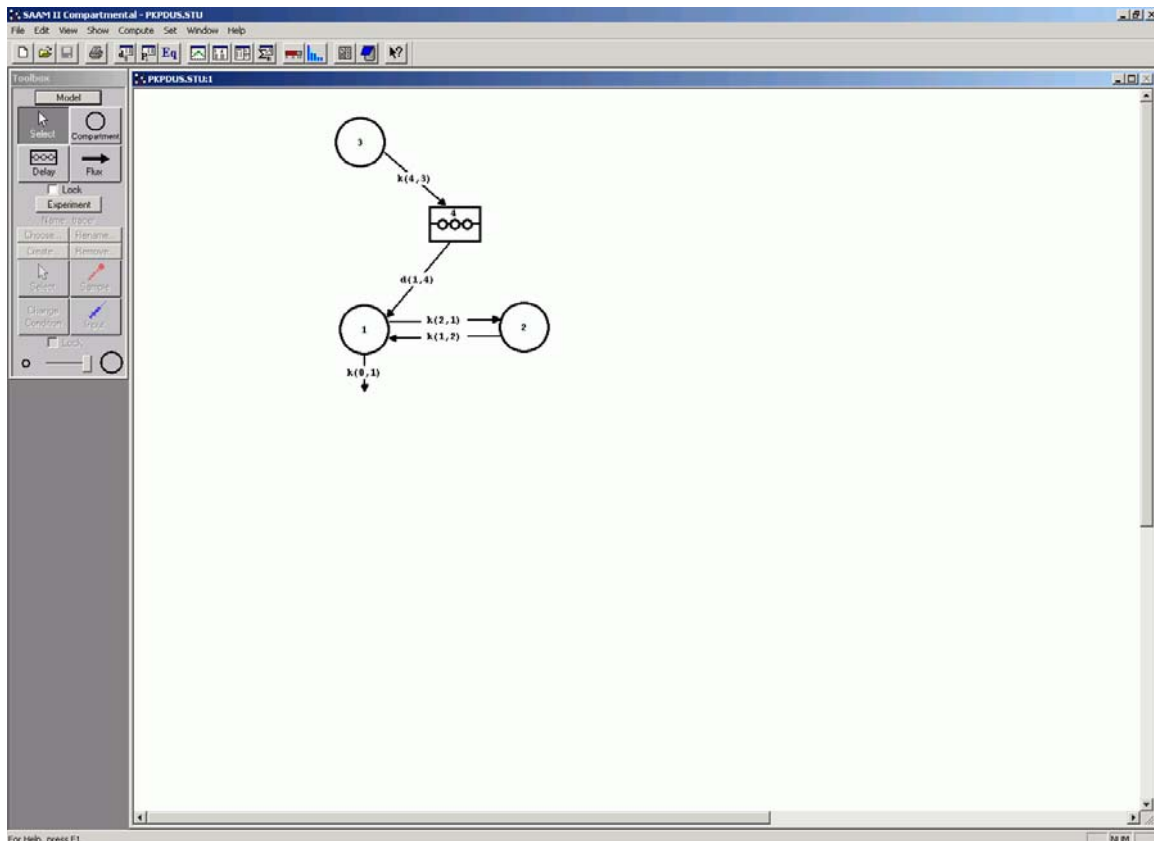 SAAM II Compartmental - PKPDUS.STU
File Edit View Show Compute Set Window Help
Eq
Toolbox
PKPDUS.STU:1
Model
Select Compartment
Delay Flux
Lock
Experiment
Name: tracer
Choose... Rename...
Create... Remove...
Select Sample
Change Condition Input
Lock
3
k(4,3)
4
d(1,4)
1
k(2,1)
k(1,2)
2
k(0,1)
For Help, press F1
NUM